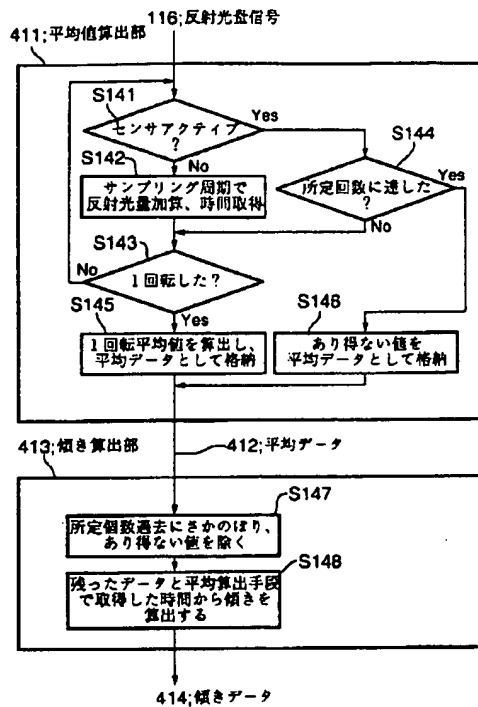 116;反射光量信号
411;平均値算出部
S141
センサアクティブ
?
Yes
S142
No
サンプリング周期で
反射光量加算、時間取得
S144
所定回数に達した
?
Yes
No
S143
No
1回転した?
S145
Yes
1回転平均値を算出し、
平均データとして格納
S146
あり得ない値を
平均データとして格納
413;傾き算出部
412;平均データ
S147
所定個数過去にさかのぼり、
あり得ない値を除く
S148
残ったデータと平均算出手段
で取得した時間から傾きを
算出する
414;傾きデータ